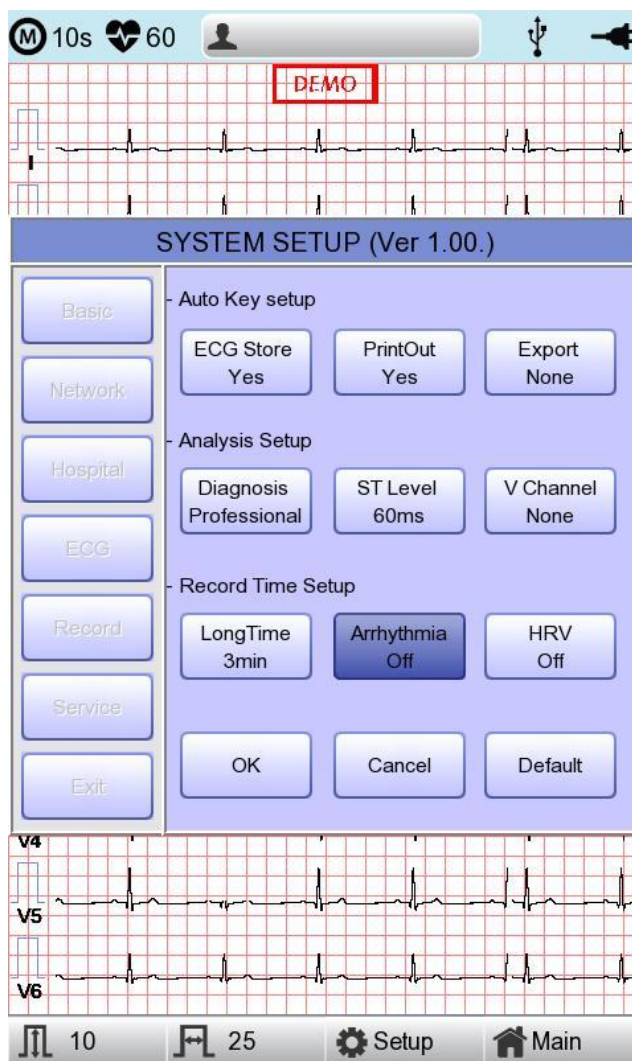 M 10s 60
DEMO
I
SYSTEM SETUP (Ver 1.00.)
Basic
Network
Hospital
ECG
Record
Service
Exit
- Auto Key setup
ECG Store
Yes
PrintOut
Yes
Export
None
- Analysis Setup
Diagnosis
Professional
ST Level
60ms
V Channel
None
- Record Time Setup
LongTime
3min
Arrhythmia
Off
HRV
Off
OK
Cancel
Default
V4
V5
V6
10
25
Setup
Main